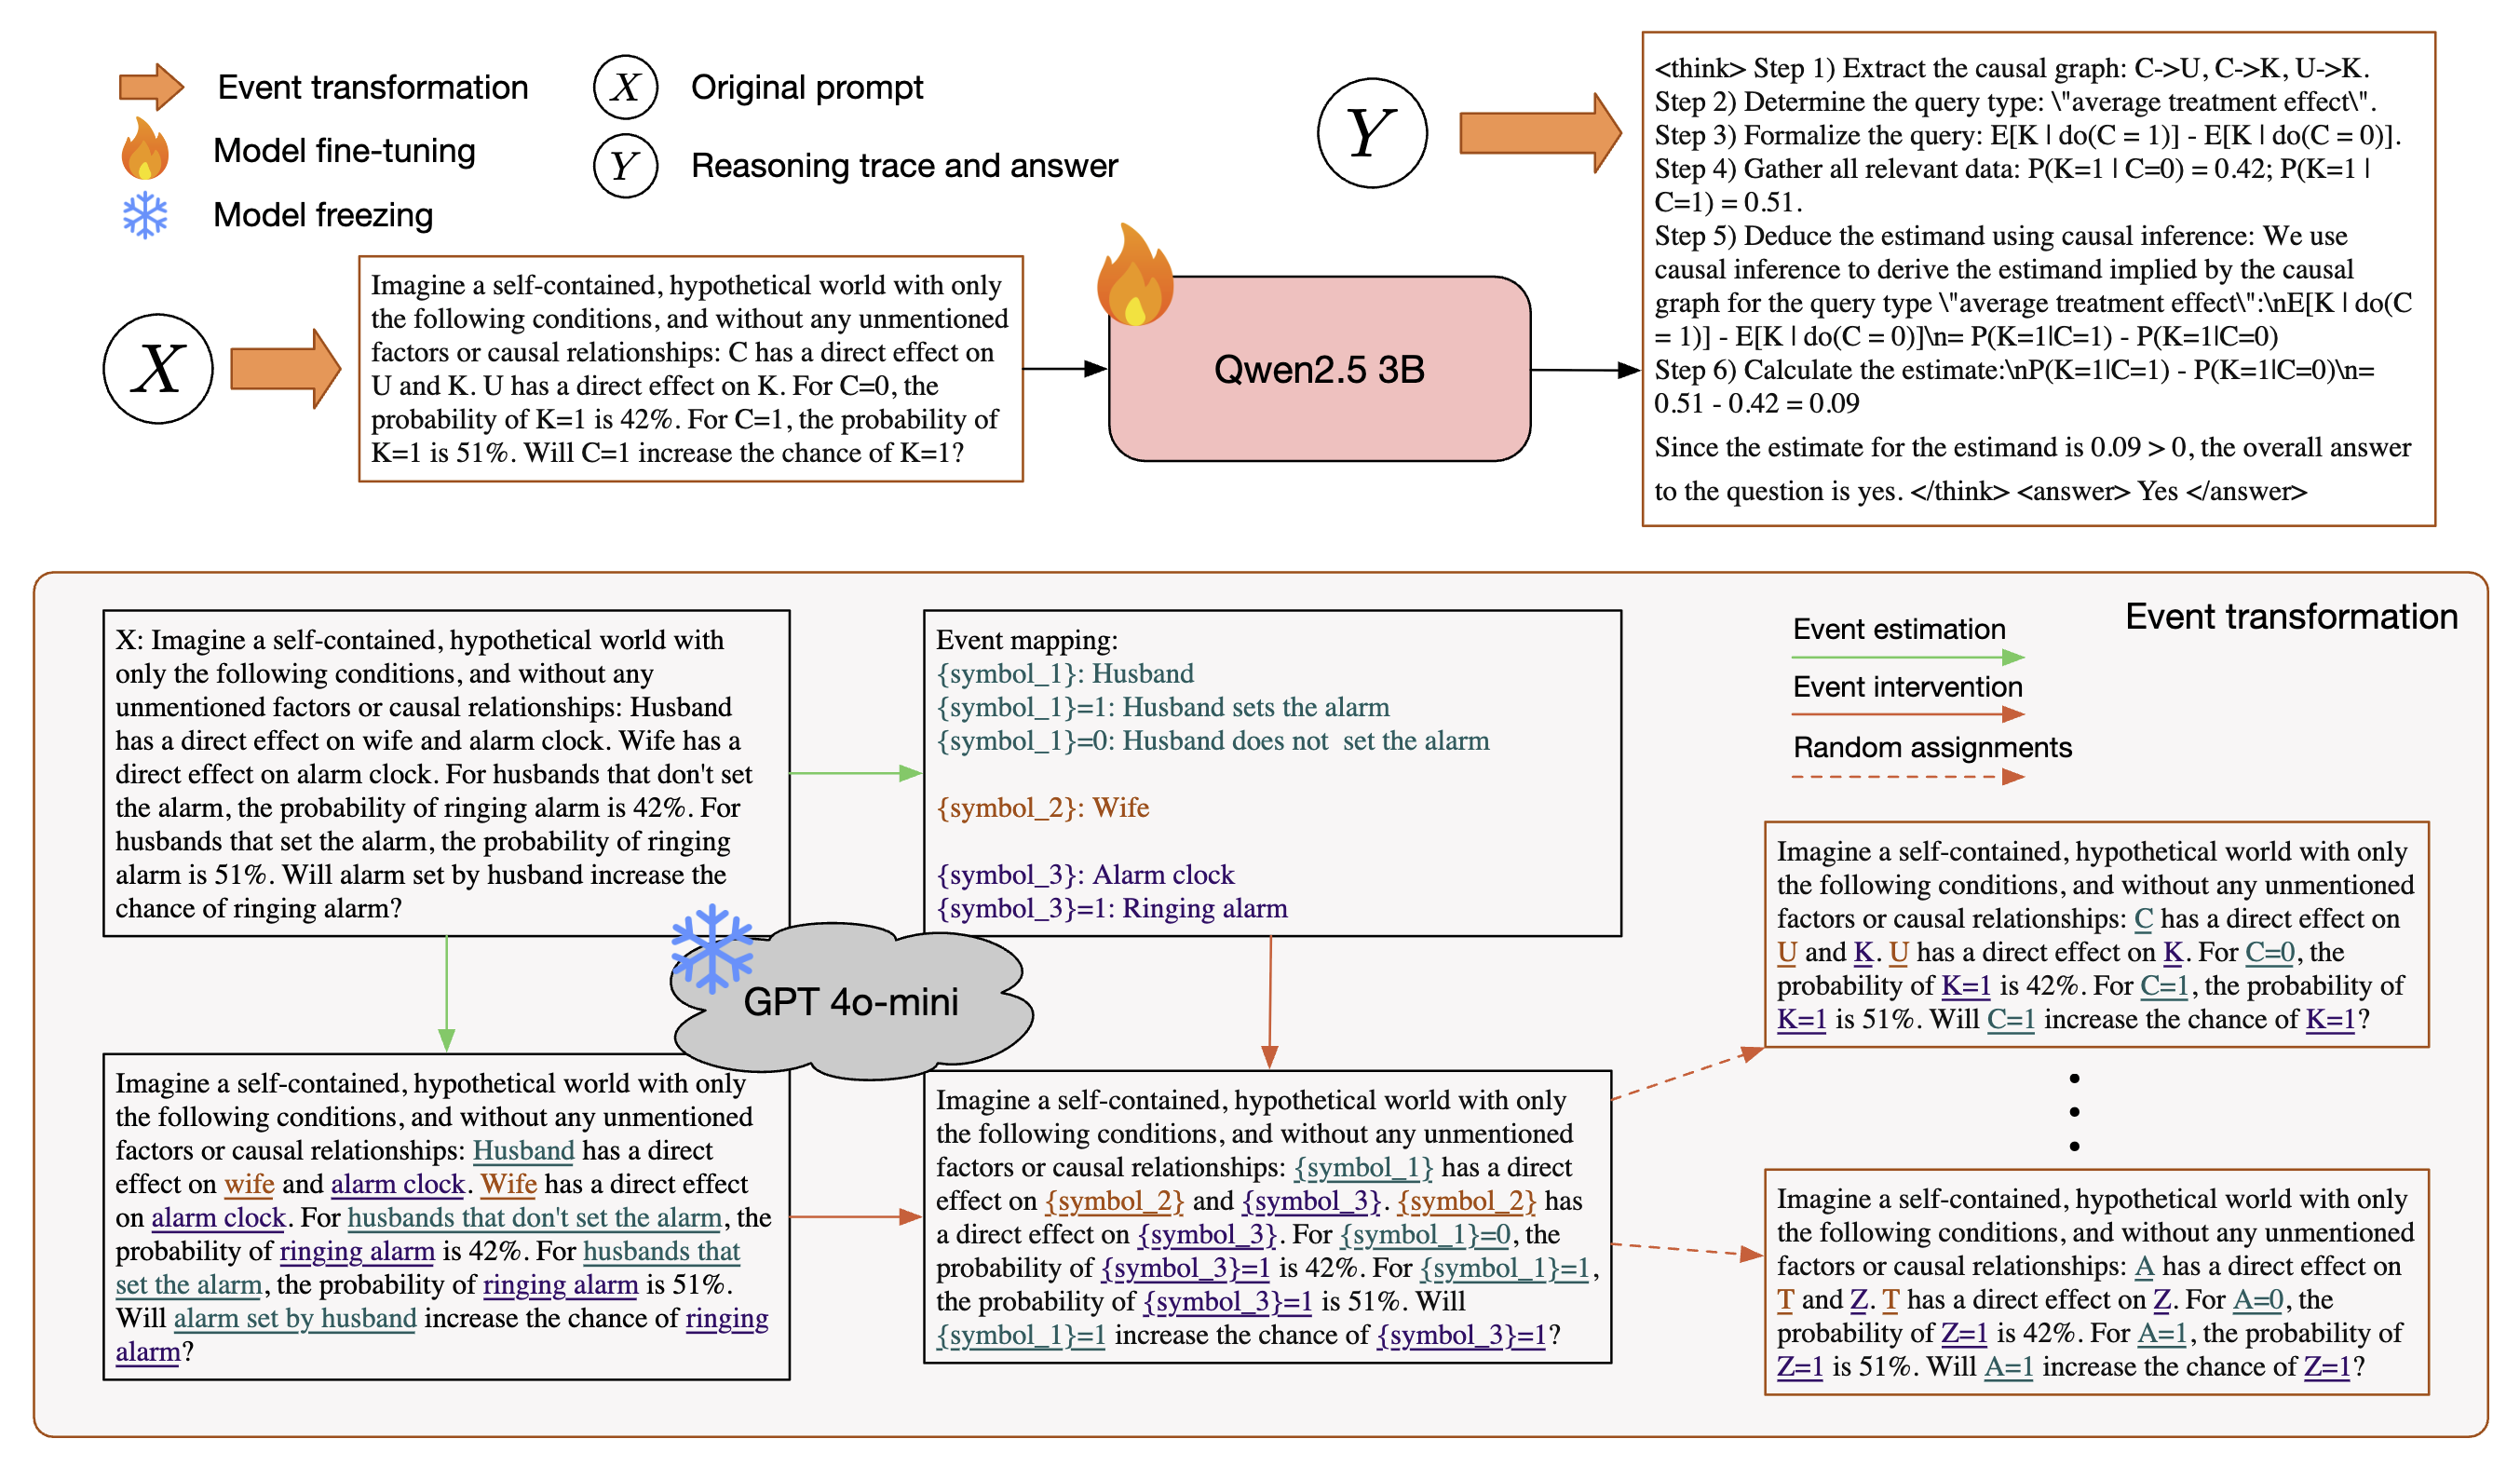 Event transformation
Model fine-tuning
Model freezing
X
Original prompt
Y
Reasoning trace and answer
X
Imagine a self-contained, hypothetical world with only
the following conditions, and without any unmentioned
factors or causal relationships: C has a direct effect on
U and K. U has a direct effect on K. For C=0, the
probability of K=1 is 42%. For C=1, the probability of
K=1 is 51%. Will C=1 increase the chance of K=1?
Qwen2.5 3B
Y
<think> Step 1) Extract the causal graph: C->U, C->K, U->K.
Step 2) Determine the query type: \"average treatment effect\".
Step 3) Formalize the query: E[K | do(C = 1)] - E[K | do(C = 0)].
Step 4) Gather all relevant data: P(K=1 | C=0) = 0.42; P(K=1 |
C=1) = 0.51.
Step 5) Deduce the estimand using causal inference: We use
causal inference to derive the estimand implied by the causal
graph for the query type \"average treatment effect\":\nE[K | do(C
= 1)] - E[K | do(C = 0)]\n= P(K=1|C=1) - P(K=1|C=0)
Step 6) Calculate the estimate:\nP(K=1|C=1) - P(K=1|C=0)\n=
0.51 - 0.42 = 0.09
Since the estimate for the estimand is 0.09 > 0, the overall answer
to the question is yes. </think> <answer> Yes </answer>
X: Imagine a self-contained, hypothetical world with
only the following conditions, and without any
unmentioned factors or causal relationships: Husband
has a direct effect on wife and alarm clock. Wife has a
direct effect on alarm clock. For husbands that don't set
the alarm, the probability of ringing alarm is 42%. For
husbands that set the alarm, the probability of ringing
alarm is 51%. Will alarm set by husband increase the
chance of ringing alarm?
Event mapping:
{symbol_1}: Husband
{symbol_1}=1: Husband sets the alarm
{symbol_1}=0: Husband does not  set the alarm
{symbol_2}: Wife
{symbol_3}: Alarm clock
{symbol_3}=1: Ringing alarm
Event transformation
Event estimation
Event intervention
Random assignments
GPT 4o-mini
Imagine a self-contained, hypothetical world with only
the following conditions, and without any unmentioned
factors or causal relationships: Husband has a direct
effect on wife and alarm clock. Wife has a direct effect
on alarm clock. For husbands that don't set the alarm, the
probability of ringing alarm is 42%. For husbands that
set the alarm, the probability of ringing alarm is 51%.
Will alarm set by husband increase the chance of ringing
alarm?
Imagine a self-contained, hypothetical world with only
the following conditions, and without any unmentioned
factors or causal relationships: {symbol_1} has a direct
effect on {symbol_2} and {symbol_3}. {symbol_2} has
a direct effect on {symbol_3}. For {symbol_1}=0, the
probability of {symbol_3}=1 is 42%. For {symbol_1}=1,
the probability of {symbol_3}=1 is 51%. Will
{symbol_1}=1 increase the chance of {symbol_3}=1?
Imagine a self-contained, hypothetical world with only
the following conditions, and without any unmentioned
factors or causal relationships: C has a direct effect on
U and K. U has a direct effect on K. For C=0, the
probability of K=1 is 42%. For C=1, the probability of
K=1 is 51%. Will C=1 increase the chance of K=1?
Imagine a self-contained, hypothetical world with only
the following conditions, and without any unmentioned
factors or causal relationships: A has a direct effect on
T and Z. T has a direct effect on Z. For A=0, the
probability of Z=1 is 42%. For A=1, the probability of
Z=1 is 51%. Will A=1 increase the chance of Z=1?